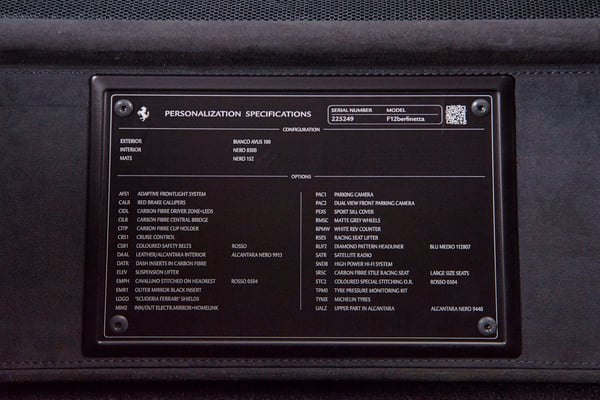 PERSONALIZATION SPECIFICATIONS
SERIAL NUMBER MODEL
225249 F12berlinetta
CONFIGURATION
EXTERIOR BIANCO AVUS 100
INTERIOR NERO 8500
MATS NERO 152
OPTIONS
AFS1 ADAPTIVE FRONTLIGHT SYSTEM
CALR RED BRAKE CALLIPERS
CIDL CARBON FIBRE DRIVER ZONE+LEDS
CILR CARBON FIBRE CENTRAL BRIDGE
CITP CARBON FIBRE CUP HOLDER
CRS1 CRUISE CONTROL
CSB1 COLOURED SAFETY BELTS ROSSO
DAAL LEATHER/ALCANTARA INTERIOR ALCANTARA NERO 9913
DATR DASH INSERTS IN CARBON FIBRE
ELEV SUSPENSION LIFTER
EMPH CAVALLINO STITCHED ON HEADREST ROSSO 0504
EMIR1 OUTER MIRROR BLACK INSERT
LOGO "SCUDERIA FERRARI" SHIELDS
MIH2 INN/OUT ELECTR.MIRROR+HOMELINK
PAC1 PARKING CAMERA
PAC2 DUAL VIEW FRONT PARKING CAMERA
PEXS SPORT SILL COVER
RMSC MATTE GREY WHEELS
RPMW WHITE REV COUNTER
RSES RACING SEAT LIFTER
RUF2 DIAMOND PATTERN HEADLINER BLU MEDIO 112807
SATR SATELLITE RADIO
SNDB HIGH POWER HI-FI SYSTEM
SRSC CARBON FIBRE STILE RACING SEAT LARGE SIZE SEATS
STC2 COLOURED SPECIAL STITCHING O.R. ROSSO 0504
TPM0 TYRE PRESSURE MONITORING KIT
TYMX MICHELIN TYRES
UALZ UPPER PART IN ALCANTARA ALCANTARA NERO 9440